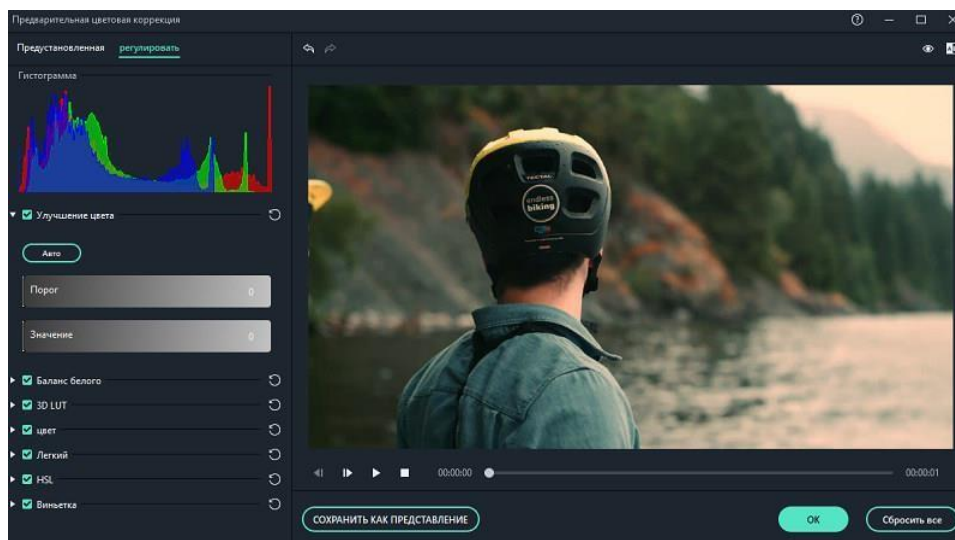 Предварительная цветовая коррекция
Предустановленная регулировать
Гистограмма
Улучшение цвета
Авто
Порог 0
Значение 0
Баланс белого
3D LUT
цвет
Легкий
HSL
Виньетка
TECTAL
endless
biking
00:00:00
00:00:01
СОХРАНИТЬ КАК ПРЕДСТАВЛЕНИЕ
OK
Сбросить все